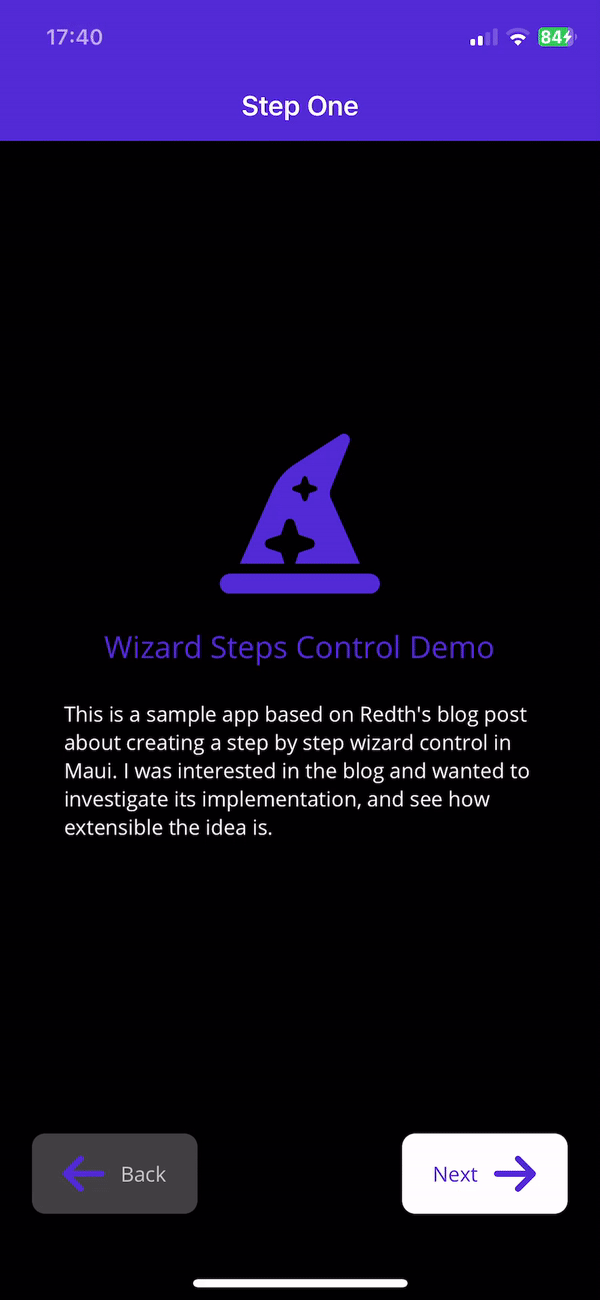 17:40
84
Step One
Wizard Steps Control Demo
This is a sample app based on Redth's blog post
about creating a step by step wizard control in
Maui. I was interested in the blog and wanted to
investigate its implementation, and see how
extensible the idea is.
Back
Next